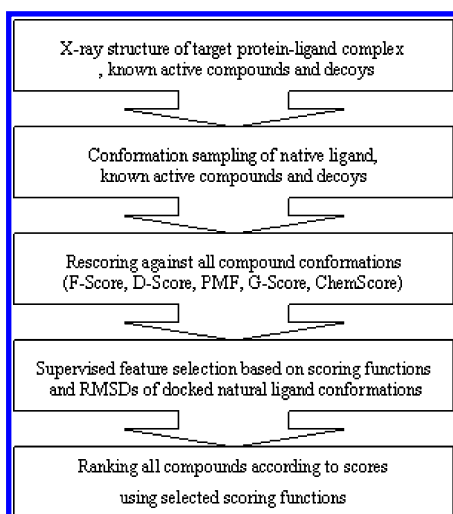 X-ray structure of target protein-ligand complex
, known active compounds and decoys
Conformation sampling of native ligand,
known active compounds and decoys
Rescoring against all compound conformations
(F-Score, D-Score, PMF, G-Score, ChemScore)
Supervised feature selection based on scoring functions
and RMSDs of docked natural ligand conformations
Ranking all compounds according to scores
using selected scoring functions